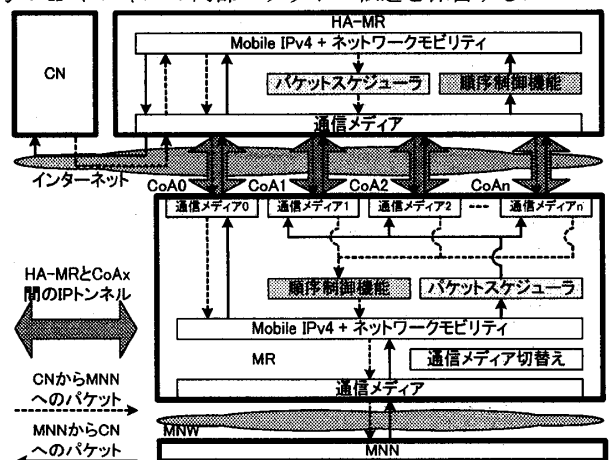 HA-MR
Mobile IPv4 + ネットワークモビリティ
CN
パケットスケジューラ
順序制御機能
通信メディア
インターネット
CoA0
CoA1
CoA2
CoAn
通信メディア0
通信メディア1
通信メディア2
通信メディアn
HA-MRとCoAx
間のIPトンネル
順序制御機能
パケットスケジューラ
Mobile IPv4 + ネットワークモビリティ
MR
通信メディア切替え
CNからMNN
へのパケット
通信メディア
MNNからCN
へのパケット
MNW
MNN